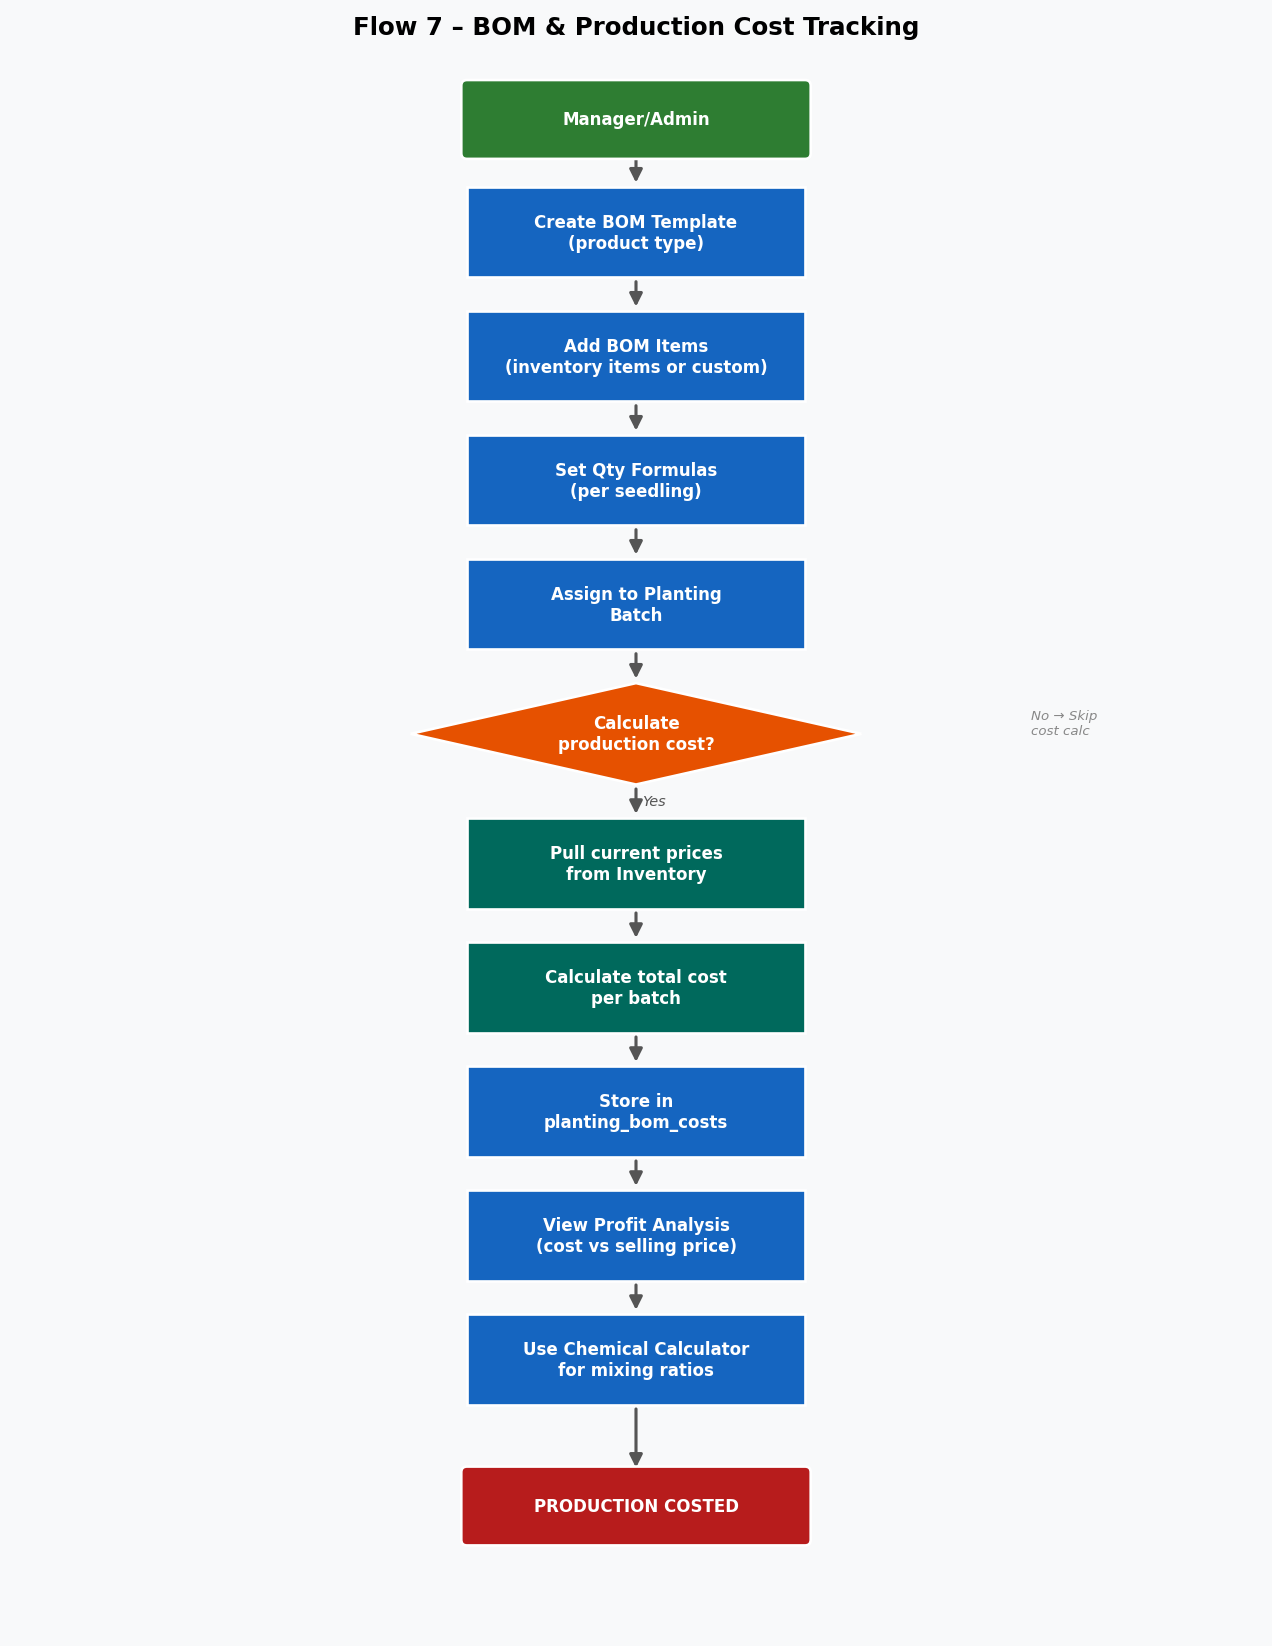 Flow 7 – BOM & Production Cost Tracking
Manager/Admin
Create BOM Template
(product type)
Add BOM Items
(inventory items or custom)
Set Qty Formulas
(per seedling)
Assign to Planting
Batch
Calculate
production cost?
No → Skip
cost calc
Yes
Pull current prices
from Inventory
Calculate total cost
per batch
Store in
planting_bom_costs
View Profit Analysis
(cost vs selling price)
Use Chemical Calculator
for mixing ratios
PRODUCTION COSTED